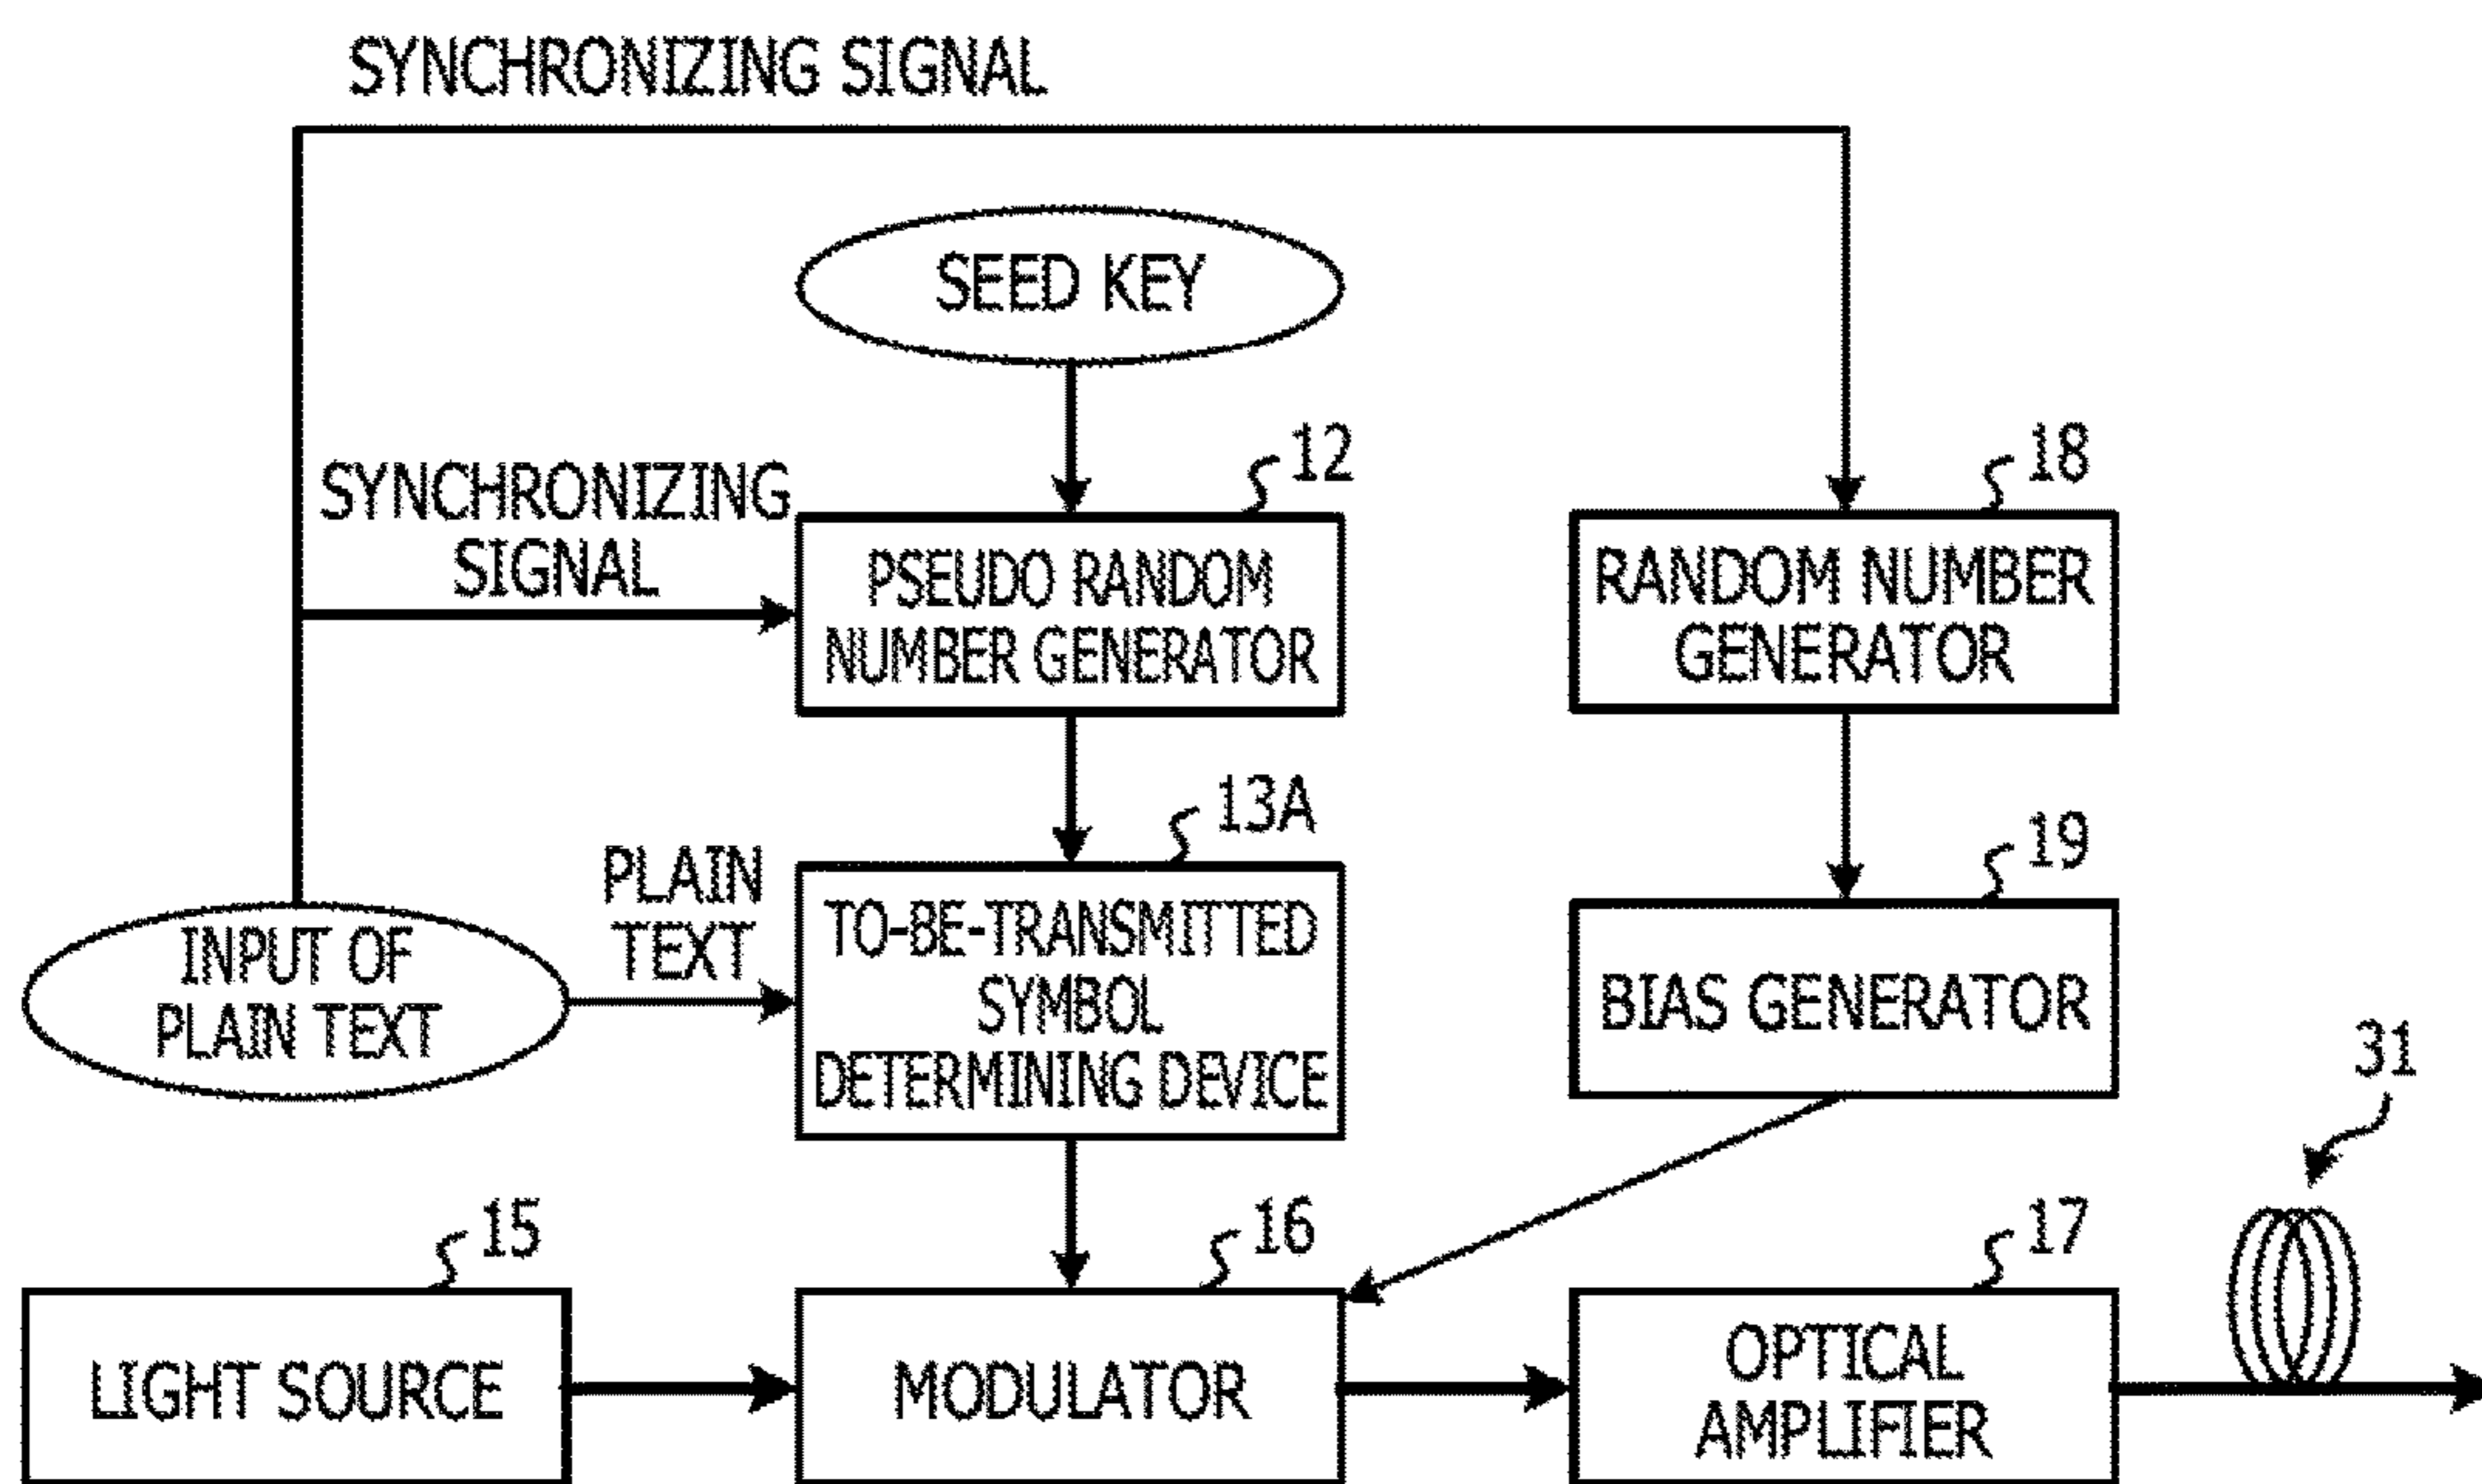 SYNCHRONIZING SIGNAL
SEED KEY
12
18
SYNCHRONIZING
SIGNAL
PSEUDO RANDOM
NUMBER GENERATOR
RANDOM NUMBER
GENERATOR
13A
19
PLAIN
TEXT
INPUT OF
PLAIN TEXT
TO-BE-TRANSMITTED
SYMBOL
DETERMINING DEVICE
BIAS GENERATOR
31
15
16
17
LIGHT SOURCE
MODULATOR
OPTICAL
AMPLIFIER